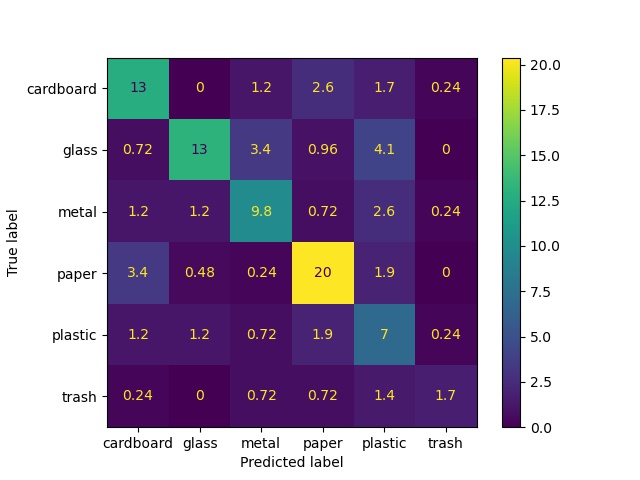 cardboard 13 0 1.2 2.6 1.7 0.24
glass 0.72 13 3.4 0.96 4.1 0
metal 1.2 1.2 9.8 0.72 2.6 0.24
paper 3.4 0.48 0.24 20 1.9 0
plastic 1.2 1.2 0.72 1.9 7 0.24
trash 0.24 0 0.72 0.72 1.4 1.7
cardboard glass metal paper plastic trash
Predicted label
True label
20.0
17.5
15.0
12.5
10.0
7.5
5.0
2.5
0.0